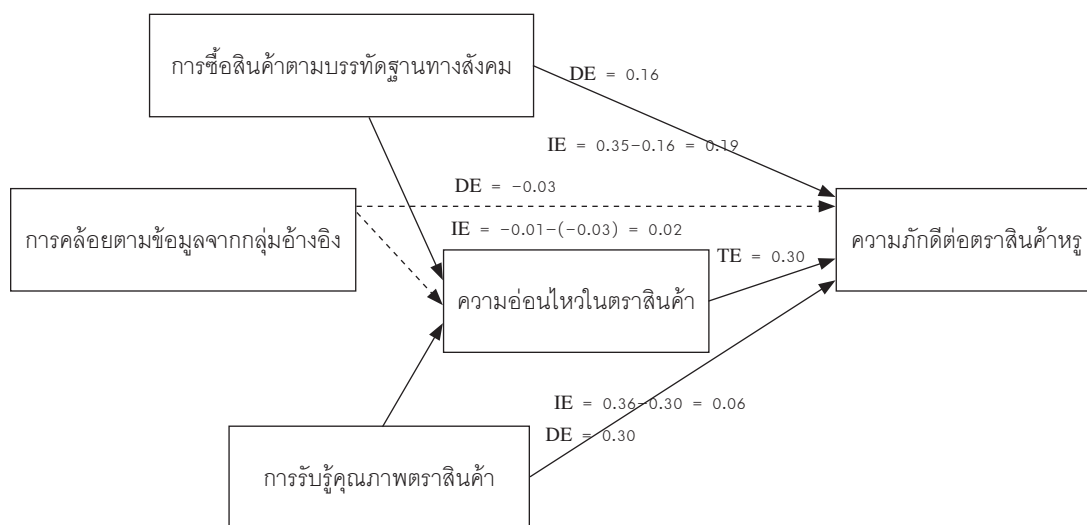 การซื้อสินค้าตามบรรทัดฐานทางสังคม
DE = 0.16
IE = 0.35-0.16 = 0.19
DE = -0.03
การคล้อยตามข้อมูลจากกลุ่มอ้างอิง
IE = -0.01-(-0.03) = 0.02
ความภักดีต่อตราสินค้าหรู
TE = 0.30
ความอ่อนไหวในตราสินค้า
IE = 0.36-0.30 = 0.06
DE = 0.30
การรับรู้คุณภาพตราสินค้า